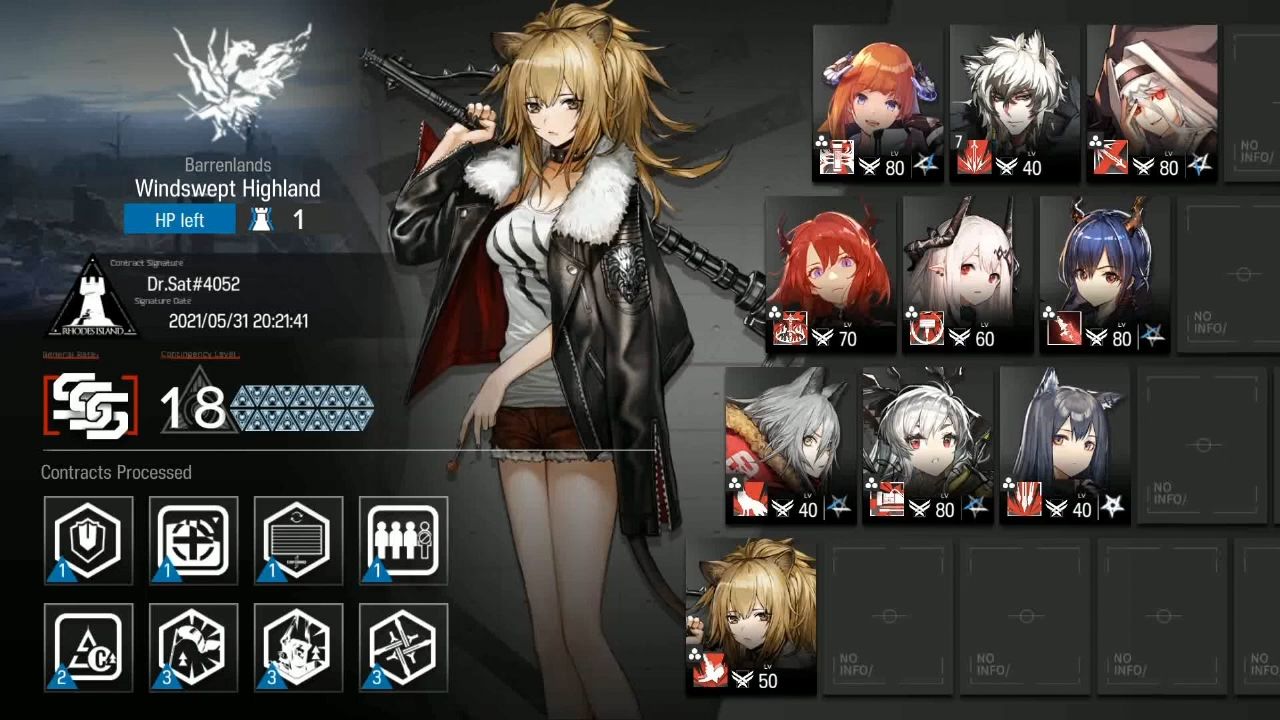 Barrenlands
Windswept Highland
HP left 1
Contract Signature
Dr.Sat#4052
Signature Date
2021/05/31 20:21:41
RHODES ISLAND
General Rate:
Contingency Level:
18
Contracts Processed
1
1
1
1
2
3
3
3
LV
80
7
LV
40
LV
80
NO
INFO/
LV
70
LV
60
LV
80
NO
INFO/
LV
40
LV
80
LV
40
NO
INFO/
LV
50
NO
INFO/
NO
INFO/
NO
INFO/
NO
INFO/